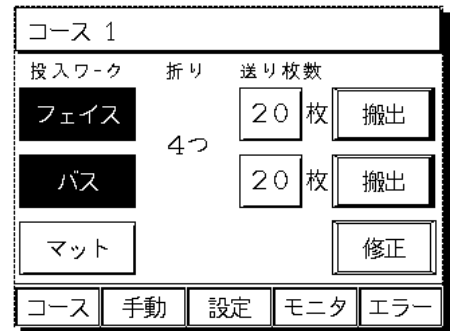 コース 1
投入ワーク 折り 送り枚数
フェイス 4つ 20 枚 搬出
バス 20 枚 搬出
マット 修正
コース 手動 設定 モニタ エラー